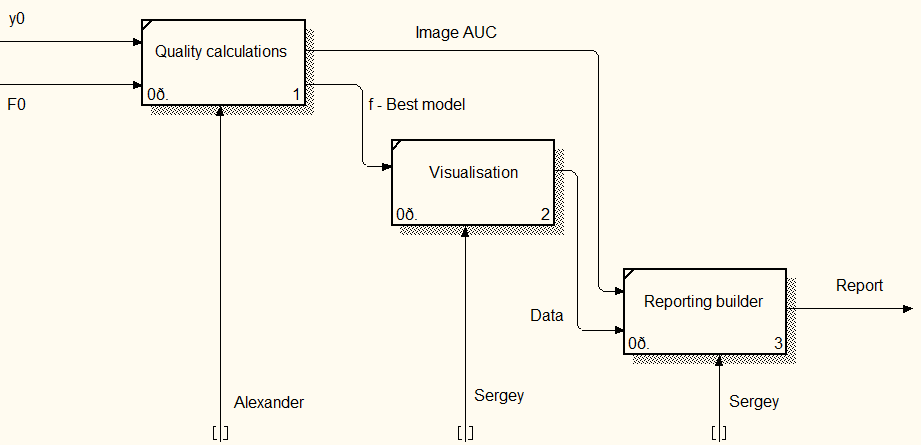 y0
F0
Quality calculations
0ð.
1
Image AUC
f - Best model
Visualisation
0ð.
2
Data
Reporting builder
0ð.
3
Report
Alexander
Sergey
Sergey